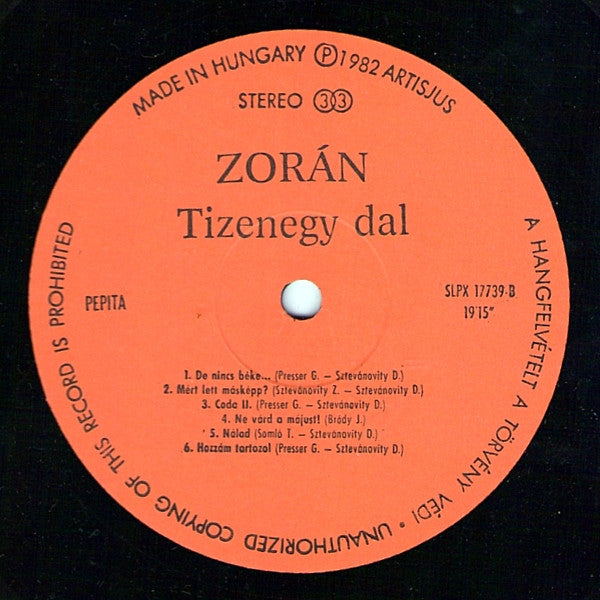 MADE IN HUNGARY Ⓟ 1982 ARTISJUS
STEREO 33
ZORÁN
Tizenegy dal
PEPITA
SLPX 17739-B
19'15"
1. De nincs béke... (Presser G. – Sztevánovity D.)
2. Mért lett másképp? (Sztevánovity Z. – Sztevánovity D.)
3. Coda II. (Presser G. – Sztevánovity D.)
4. Ne várd a májust! (Bródy J.)
5. Nálad (Somló T. – Sztevánovity D.)
6. Hozzám tartozol (Presser G. – Sztevánovity D.)
A HANGFELVÉTELT A TÖRVÉNY VÉDI • UNAUTHORIZED COPYING OF THIS RECORD IS PROHIBITED